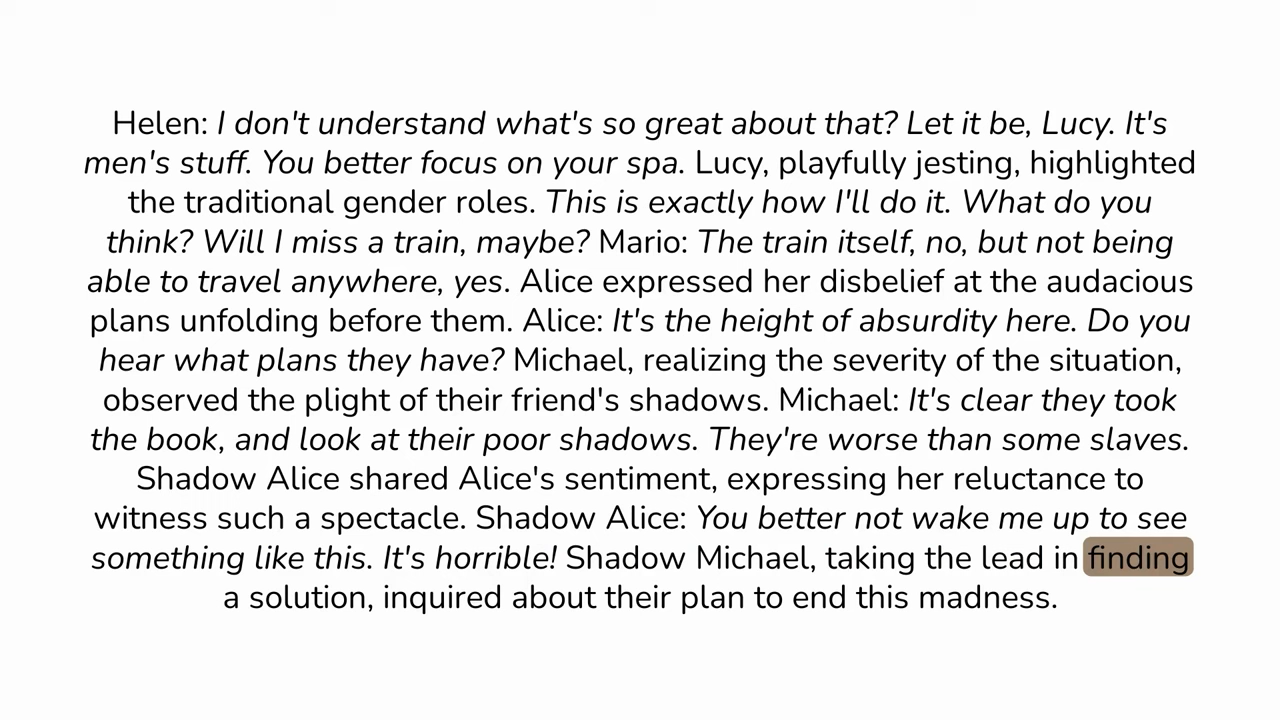 Helen: I don't understand what's so great about that? Let it be, Lucy. It's
men's stuff. You better focus on your spa. Lucy, playfully jesting, highlighted
the traditional gender roles. This is exactly how I'll do it. What do you
think? Will I miss a train, maybe? Mario: The train itself, no, but not being
able to travel anywhere, yes. Alice expressed her disbelief at the audacious
plans unfolding before them. Alice: It's the height of absurdity here. Do you
hear what plans they have? Michael, realizing the severity of the situation,
observed the plight of their friend's shadows. Michael: It's clear they took
the book, and look at their poor shadows. They're worse than some slaves.
Shadow Alice shared Alice's sentiment, expressing her reluctance to
witness such a spectacle. Shadow Alice: You better not wake me up to see
something like this. It's horrible! Shadow Michael, taking the lead in finding
a solution, inquired about their plan to end this madness.